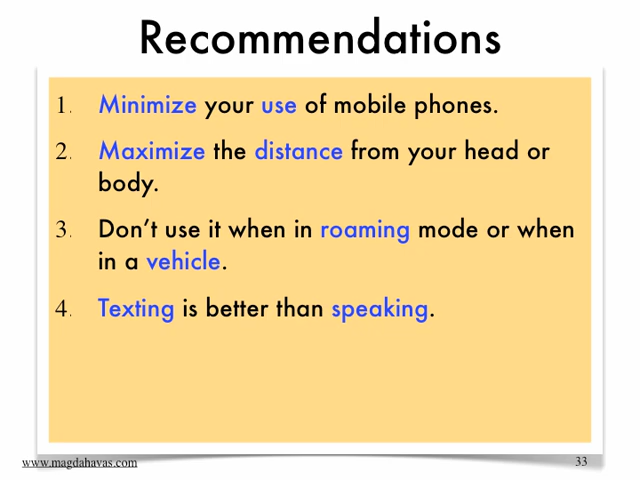 Recommendations
1. Minimize your use of mobile phones.
2. Maximize the distance from your head or
body.
3. Don’t use it when in roaming mode or when
in a vehicle.
4. Texting is better than speaking.
www.magdahavas.com
33